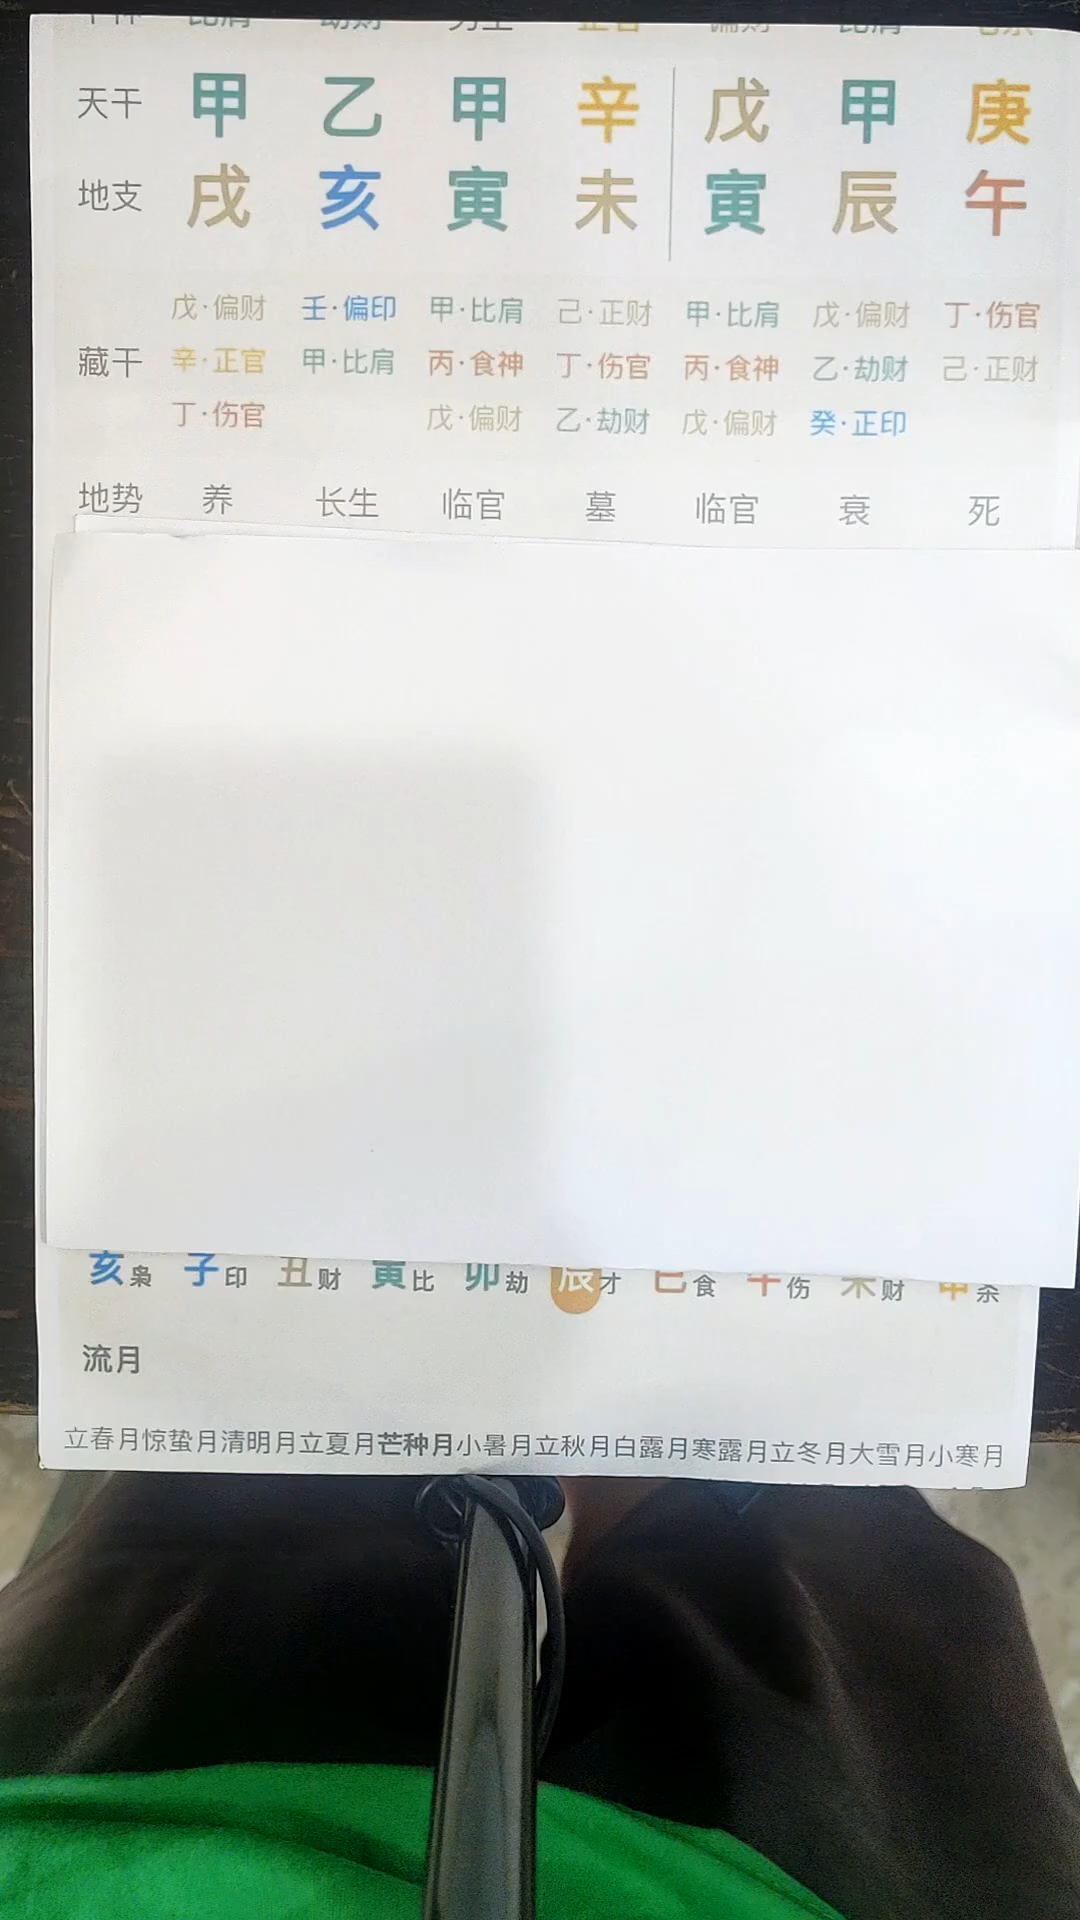 天干 甲 乙 甲 辛 戊 甲 庚
地支 戌 亥 寅 未 寅 辰 午
戊·偏财 壬·偏印 甲·比肩 己·正财 甲·比肩 戊·偏财 丁·伤官
藏干 辛·正官 甲·比肩 丙·食神 丁·伤官 丙·食神 乙·劫财 己·正财
丁·伤官 戊·偏财 乙·劫财 戊·偏财 癸·正印
地势 养 长生 临官 墓 临官 衰 死
亥枭 子印 丑财 寅比 卯劫 辰才 巳食 午伤 未财 申杀
流月
立春月惊蛰月清明月立夏月芒种月小暑月立秋月白露月寒露月立冬月大雪月小寒月